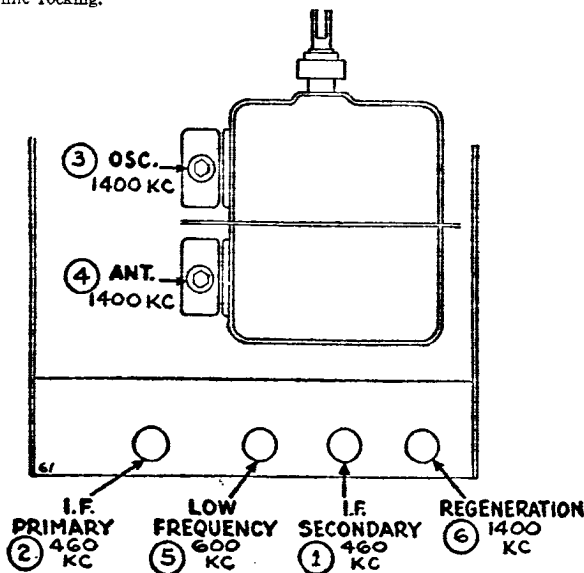 while rocking.
3 OSC.
1400 KC
4 ANT.
1400 KC
61
I.F.
PRIMARY
2 460
KC
LOW
FREQUENCY
5 600
KC
I.F.
SECONDARY
1 460
KC
REGENERATION
6 1400
KC